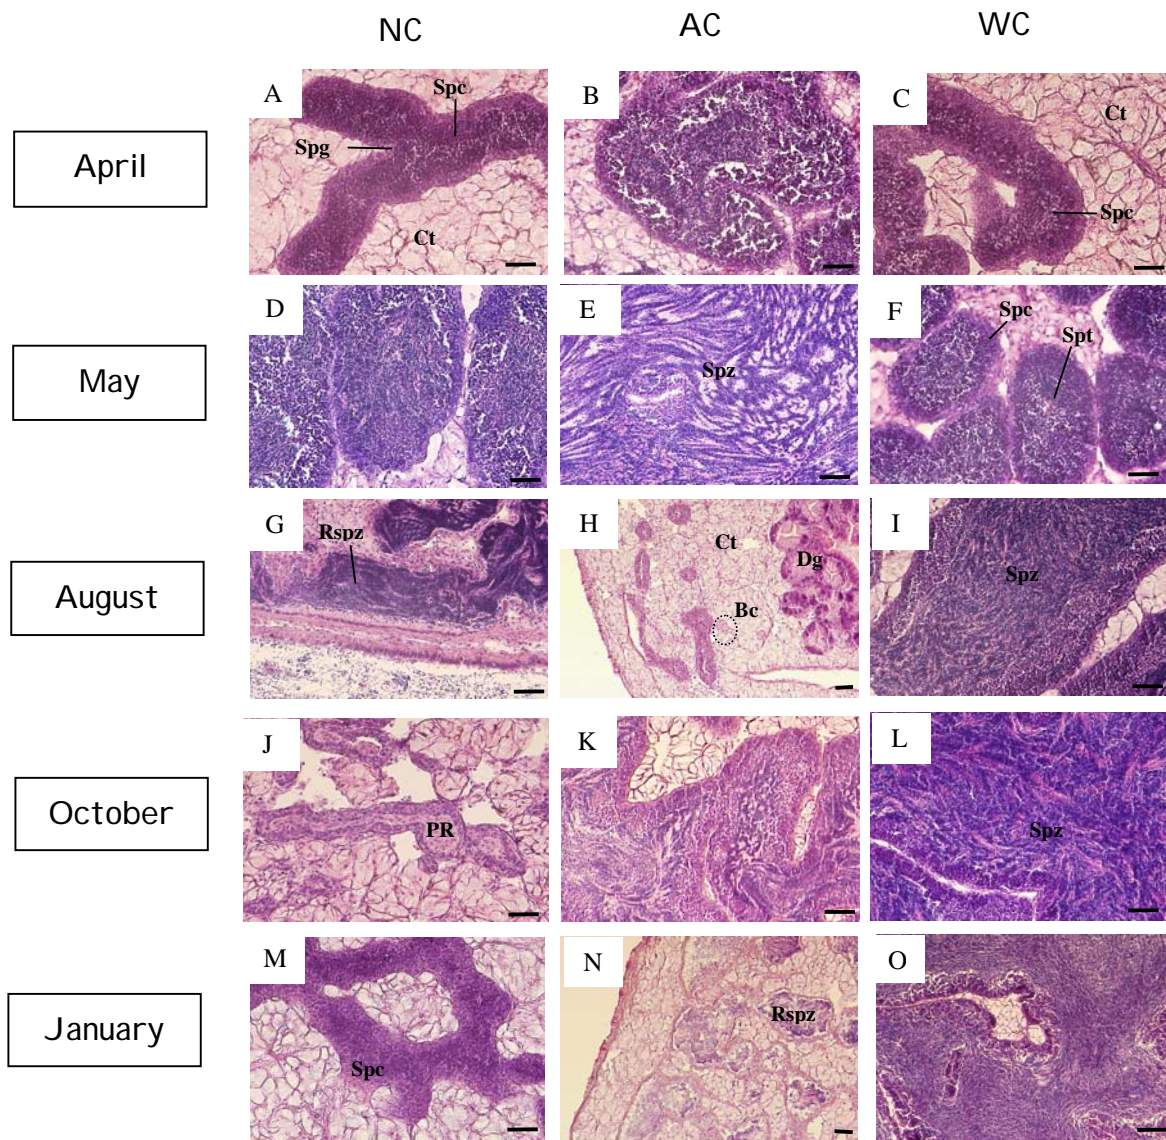 NC AC WC
April
A Spc Spg Ct
B
C Ct Spc
May
D
E Spz
F Spc Spt
August
G Rspz
H Ct Dg Bc
I Spz
October
J PR
K
L Spz
January
M Spc
N Rspz
O